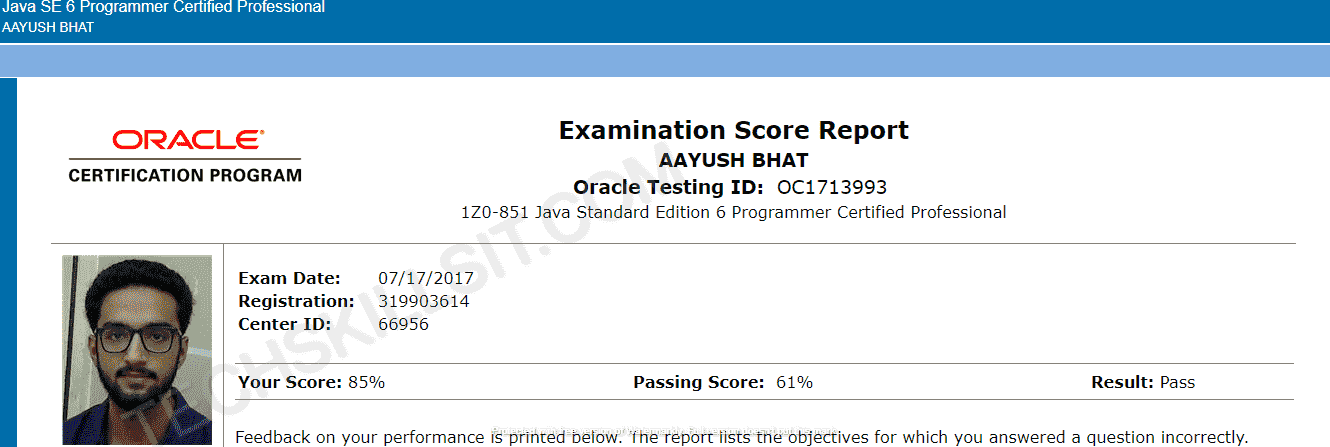 Java SE 6 Programmer Certified Professional
AAYUSH BHAT
ORACLE
CERTIFICATION PROGRAM
Examination Score Report
AAYUSH BHAT
Oracle Testing ID: OC1713993
1Z0-851 Java Standard Edition 6 Programmer Certified Professional
Exam Date: 07/17/2017
Registration: 319903614
Center ID: 66956
TECHSKILLSIT.COM
Your Score: 85% Passing Score: 61% Result: Pass
Feedback on your performance is printed below. The report lists the objectives for which you answered a question incorrectly.